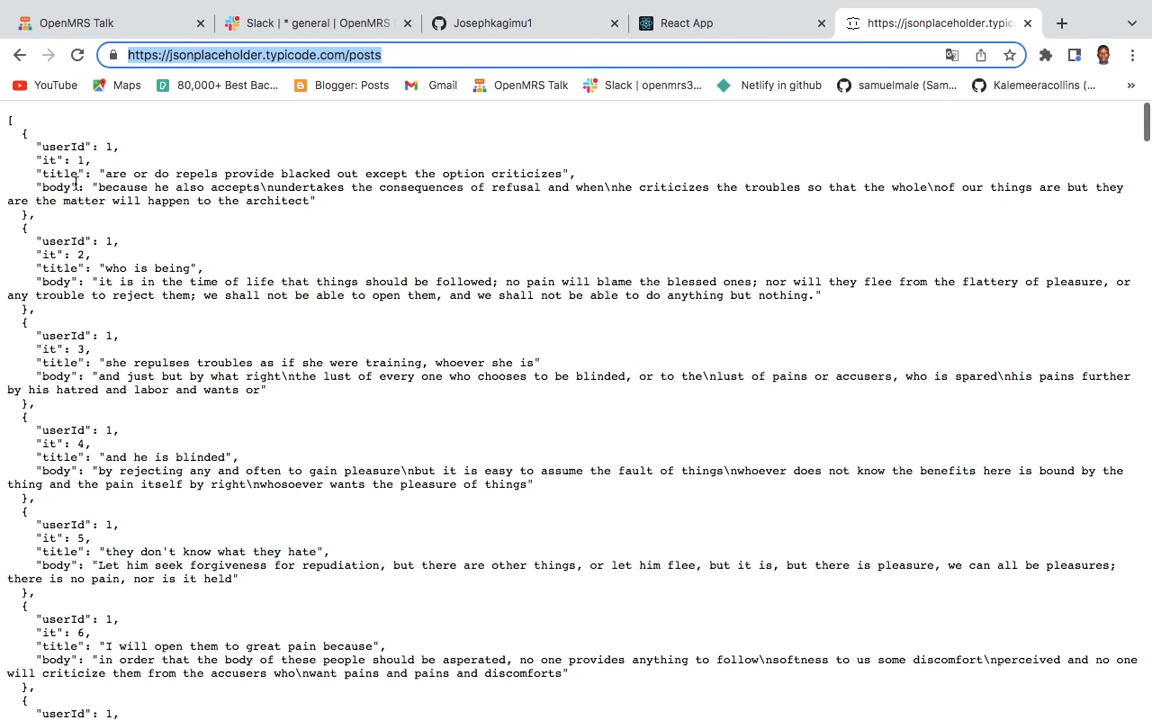 OpenMRS Talk
Slack | * general | OpenMRS
Josephkagimu1
React App
https://jsonplaceholder.typic
https://jsonplaceholder.typicode.com/posts
YouTube
Maps
80,000+ Best Bac...
Blogger: Posts
Gmail
OpenMRS Talk
Slack | openmrs3...
Netlify in github
samuelmale (Sam...
Kalemeeracollins (...
»
[
{
"userId": 1,
"it": 1,
"title": "are or do repels provide blacked out except the option criticizes",
"body": "because he also accepts\nundertakes the consequences of refusal and when\nhe criticizes the troubles so that the whole\nof our things are but they
are the matter will happen to the architect"
},
{
"userId": 1,
"it": 2,
"title": "who is being",
"body": "it is in the time of life that things should be followed; no pain will blame the blessed ones; nor will they flee from the flattery of pleasure, or
any trouble to reject them; we shall not be able to open them, and we shall not be able to do anything but nothing."
},
{
"userId": 1,
"it": 3,
"title": "she repulses troubles as if she were training, whoever she is"
"body": "and just but by what right\nthe lust of every one who chooses to be blinded, or to the\nlust of pains or accusers, who is spared\nhis pains further
by his hatred and labor and wants or"
},
{
"userId": 1,
"it": 4,
"title": "and he is blinded",
"body": "by rejecting any and often to gain pleasure\nbut it is easy to assume the fault of things\nwhoever does not know the benefits here is bound by the
thing and the pain itself by right\nwhosoever wants the pleasure of things"
},
{
"userId": 1,
"it": 5,
"title": "they don't know what they hate",
"body": "Let him seek forgiveness for repudiation, but there are other things, or let him flee, but it is, but there is pleasure, we can all be pleasures;
there is no pain, nor is it held"
},
{
"userId": 1,
"it": 6,
"title": "I will open them to great pain because",
"body": "in order that the body of these people should be asperated, no one provides anything to follow\nsoftness to us some discomfort\nperceived and no one
will criticize them from the accusers who\nwant pains and pains and discomforts"
},
{
"userId": 1,